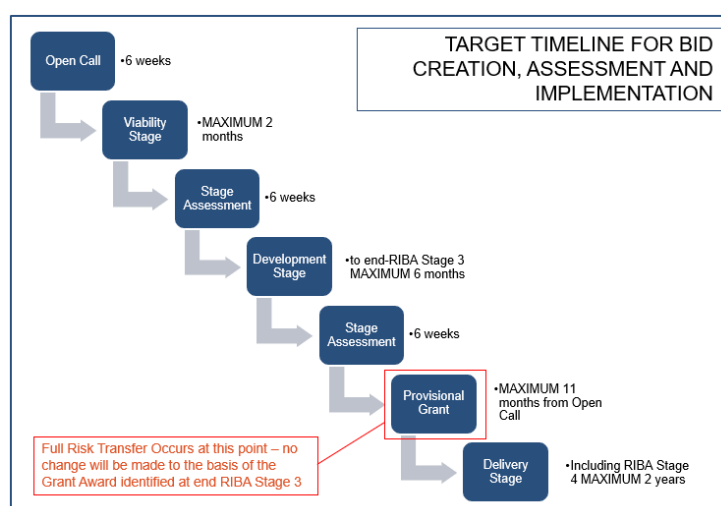 TARGET TIMELINE FOR BID
CREATION, ASSESSMENT AND
IMPLEMENTATION
Open Call
•6 weeks
Viability
Stage
•MAXIMUM 2
months
Stage
Assessment
•6 weeks
Development
Stage
•to end-RIBA Stage 3
MAXIMUM 6 months
Stage
Assessment
•6 weeks
Provisional
Grant
•MAXIMUM 11
months from Open
Call
Full Risk Transfer Occurs at this point – no
change will be made to the basis of the
Grant Award identified at end RIBA Stage 3
Delivery
Stage
•Including RIBA Stage
4 MAXIMUM 2 years